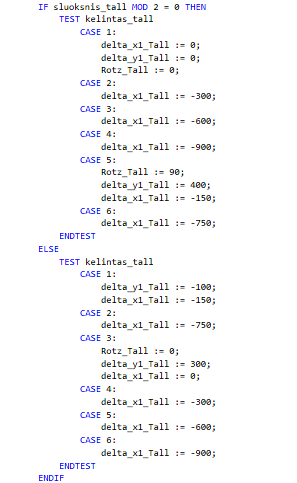 IF sluoksnis_tall MOD 2 = 0 THEN
TEST kelintas_tall
CASE 1:
delta_x1_Tall := 0;
delta_y1_Tall := 0;
Rotz_Tall := 0;
CASE 2:
delta_x1_Tall := -300;
CASE 3:
delta_x1_Tall := -600;
CASE 4:
delta_x1_Tall := -900;
CASE 5:
Rotz_Tall := 90;
delta_y1_Tall := 400;
delta_x1_Tall := -150;
CASE 6:
delta_x1_Tall := -750;
ENDTEST
ELSE
TEST kelintas_tall
CASE 1:
delta_y1_Tall := -100;
delta_x1_Tall := -150;
CASE 2:
delta_x1_Tall := -750;
CASE 3:
Rotz_Tall := 0;
delta_y1_Tall := 300;
delta_x1_Tall := 0;
CASE 4:
delta_x1_Tall := -300;
CASE 5:
delta_x1_Tall := -600;
CASE 6:
delta_x1_Tall := -900;
ENDTEST
ENDIF